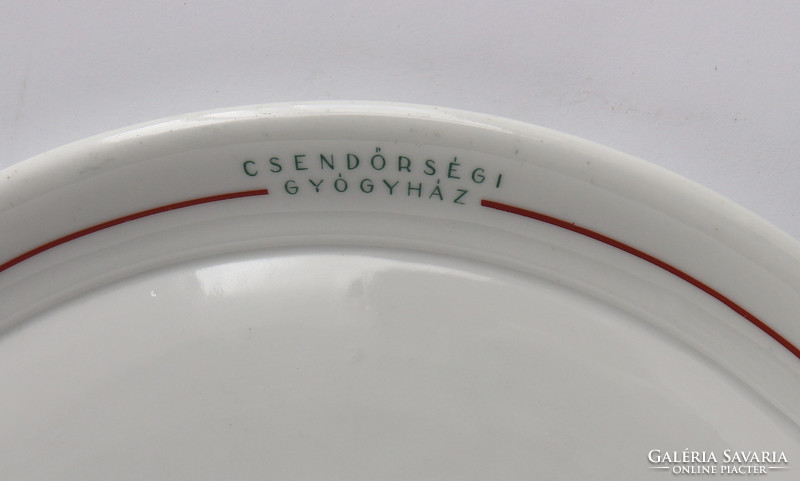 CSENDŐRSÉGI
GYÓGYHÁZ
GALÉRIA SAVARIA
ONLINE PIACTÉR